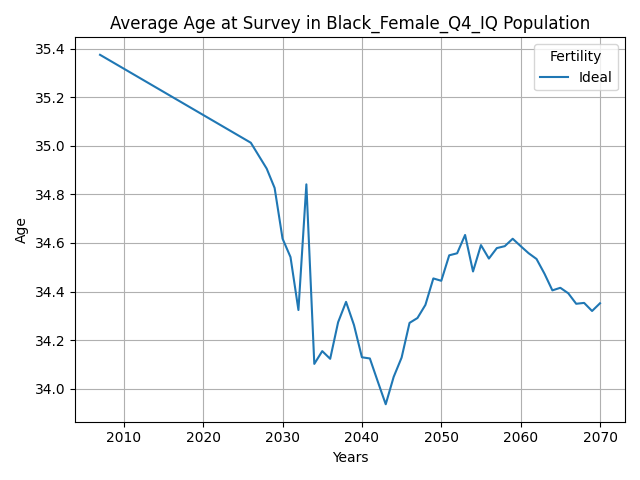 Average Age at Survey in Black_Female_Q4_IQ Population
Fertility
Ideal
35.4
35.2
35.0
34.8
34.6
34.4
34.2
34.0
Age
2010 2020 2030 2040 2050 2060 2070
Years